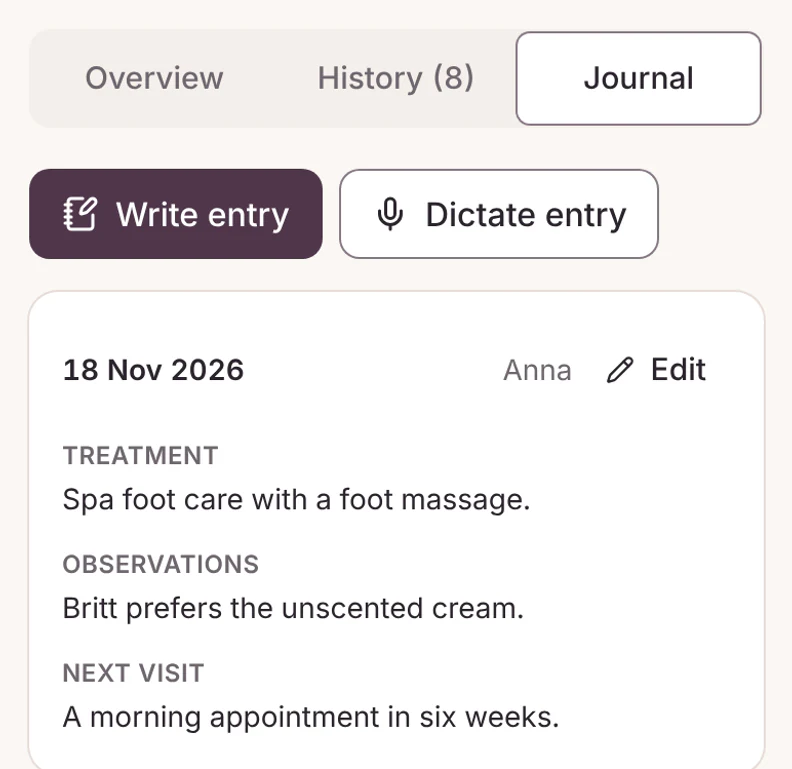 Overview
History (8)
Journal
Write entry
Dictate entry
18 Nov 2026
Anna
Edit
TREATMENT
Spa foot care with a foot massage.
OBSERVATIONS
Britt prefers the unscented cream.
NEXT VISIT
A morning appointment in six weeks.